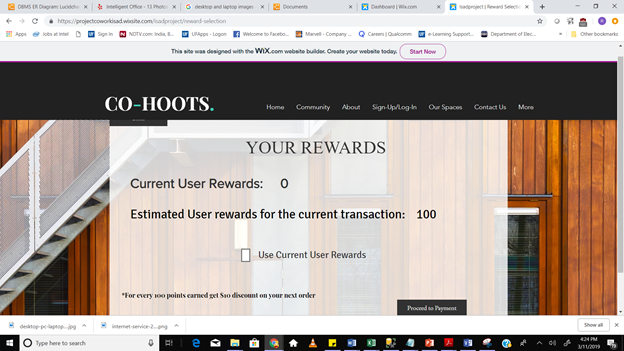 DBMS ER Diagram: Lucidcha
Intelligent Office - 13 Photo
desktop and laptop images
Documents
Dashboard | Wix.com
Isadproject | Reward Selectio
https://projectcoworkisad.wixsite.com/isadproject/reward-selection
Apps
Jobs at Intel
UF
Sign In
NDTV.com: India, B
UFApps - Logon
Welcome to Facebo...
Marvell - Company ...
Careers | Qualcomm
e-Learning Support...
Department of Elec...
Other bookmarks
This site was designed with the WiX.com website builder. Create your website today.
Start Now
CO-HOOTS.
Home
Community
About
Sign-Up/Log-In
Our Spaces
Contact Us
More
YOUR REWARDS
Current User Rewards: 0
Estimated User rewards for the current transaction: 100
Use Current User Rewards
*For every 100 points earned get $10 discount on your next order
Proceed to Payment
desktop-pc-laptop....jpg
internet-service-2....png
Show all
Type here to search
4:24 PM
3/11/2019